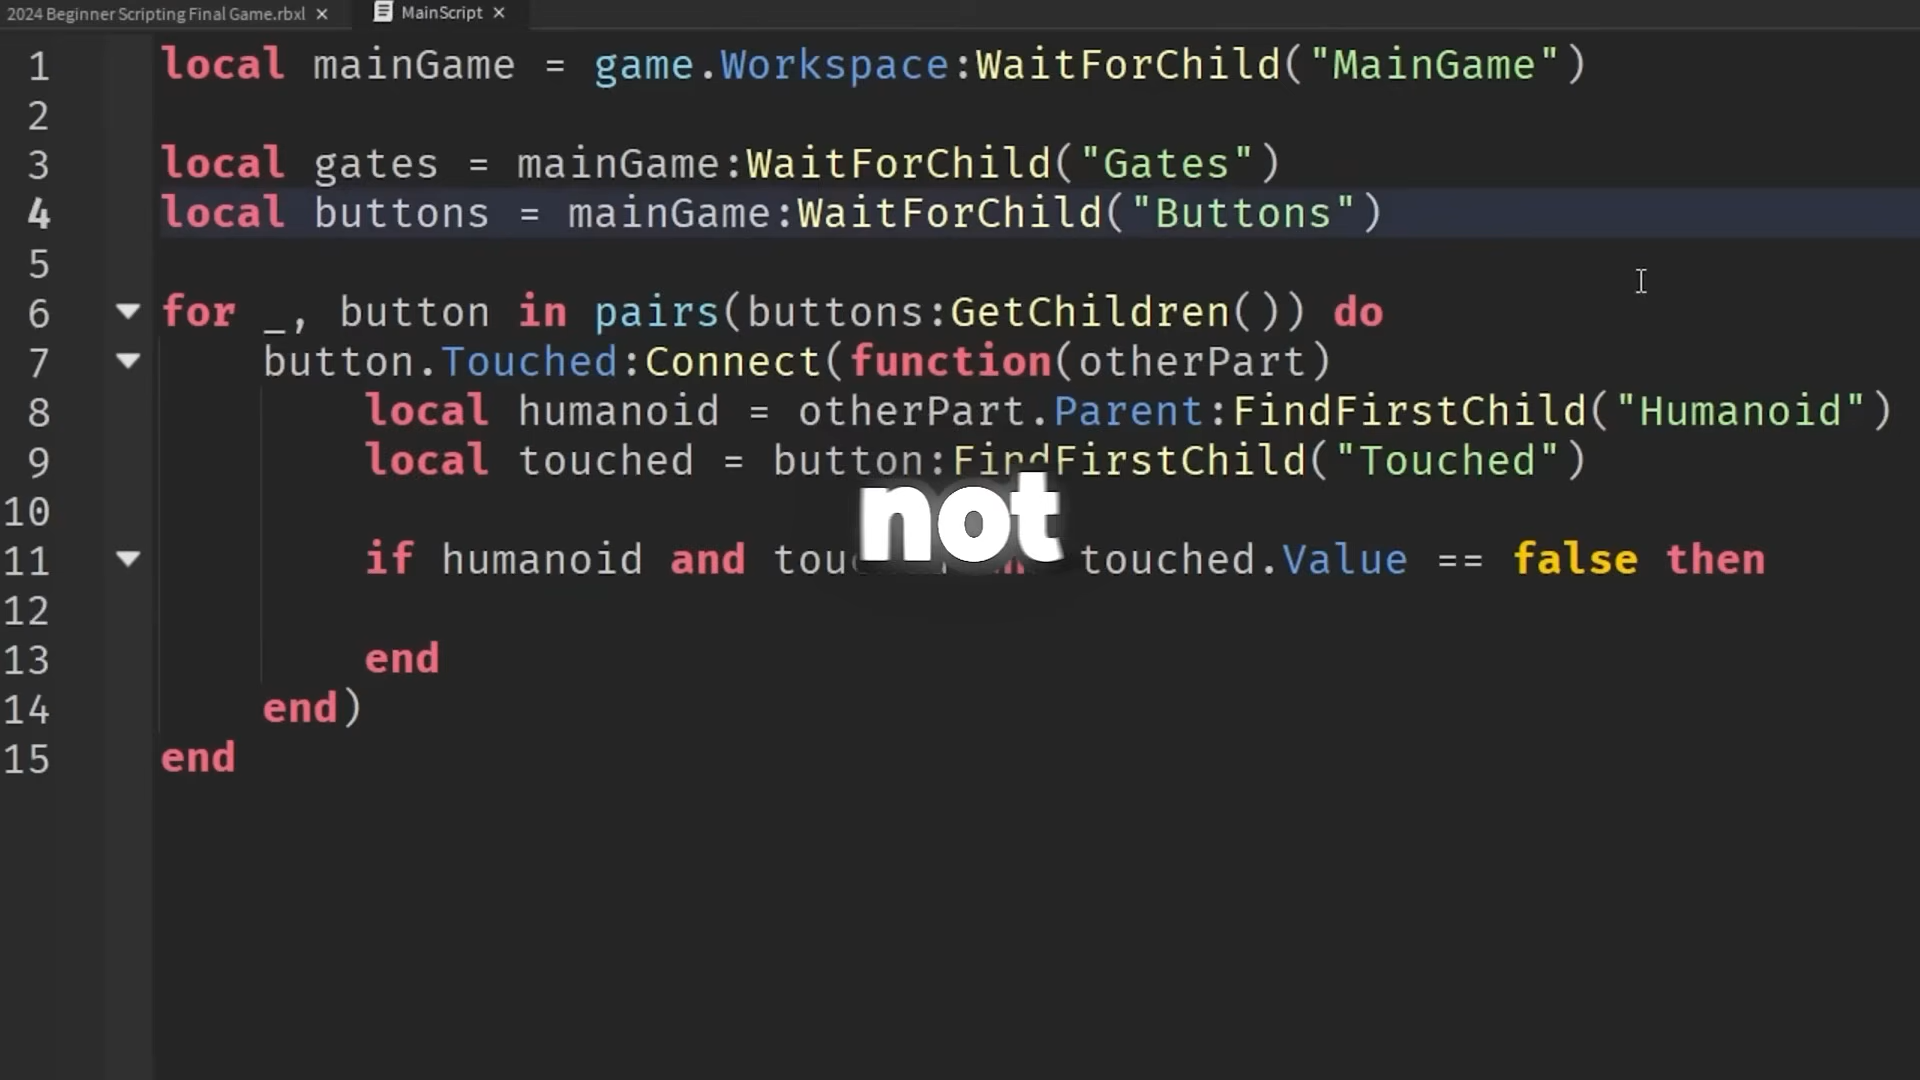 2024 Beginner Scripting Final Game.rbxl × MainScript ×
1 local mainGame = game.Workspace:WaitForChild("MainGame")
2
3 local gates = mainGame:WaitForChild("Gates")
4 local buttons = mainGame:WaitForChild("Buttons")
5
6 for _, button in pairs(buttons:GetChildren()) do
7 button.Touched:Connect(function(otherPart)
8 local humanoid = otherPart.Parent:FindFirstChild("Humanoid")
9 local touched = button:FindFirstChild("Touched")
10
not
11 if humanoid and touched.Value == false then
12
13 end
14 end)
15 end